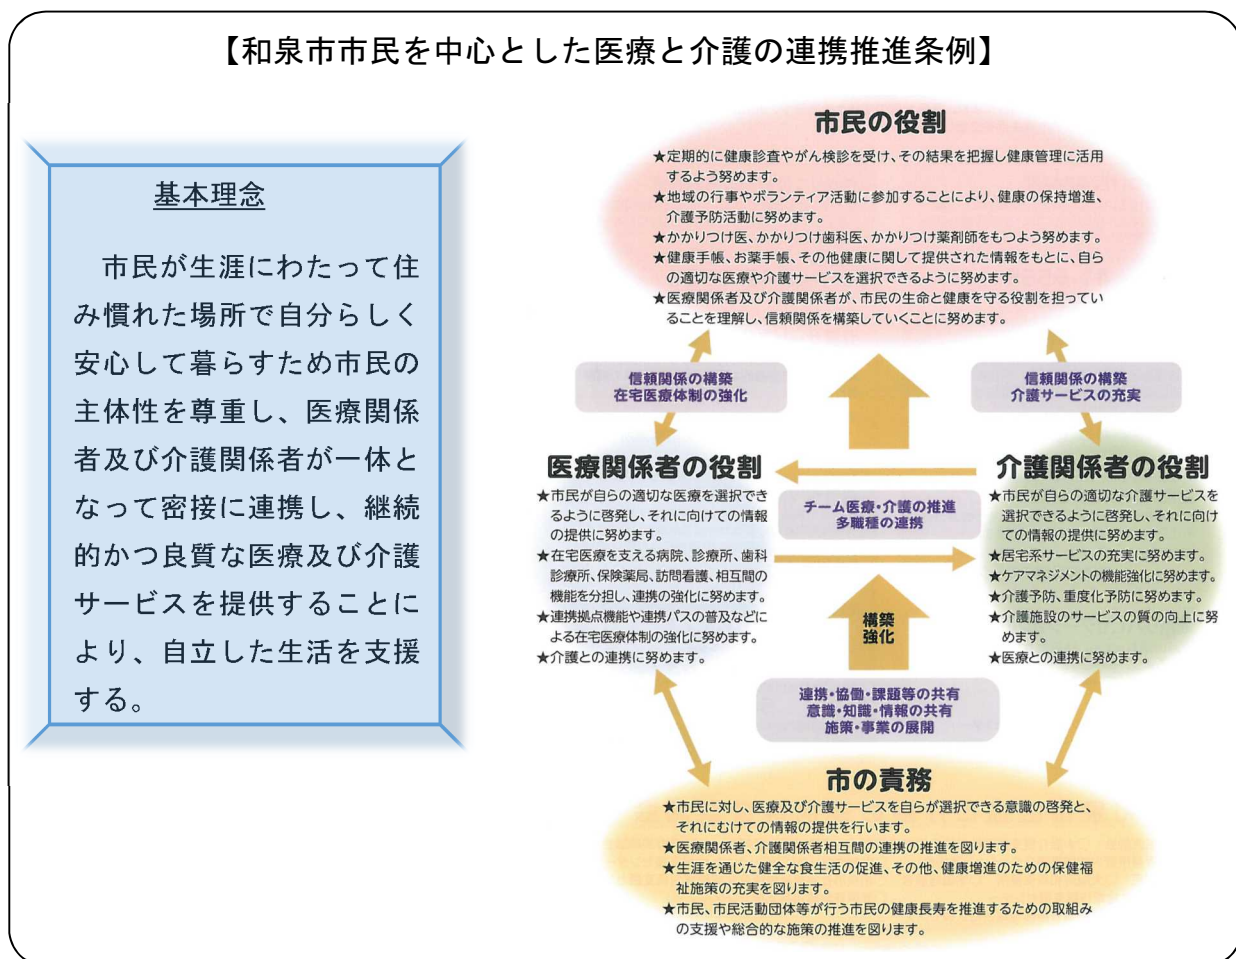 【和泉市市民を中心とした医療と介護の連携推進条例】
基本理念
市民が生涯にわたって住
み慣れた場所で自分らしく
安心して暮らすため市民の
主体性を尊重し、医療関係
者及び介護関係者が一体と
なって密接に連携し、継続
的かつ良質な医療及び介護
サービスを提供することに
より、自立した生活を支援
する。
市民の役割
★定期的に健康診査やがん検診を受け、その結果を把握し健康管理に活用
するよう努めます。
★地域の行事やボランティア活動に参加することにより、健康の保持増進、
介護予防活動に努めます。
★かかりつけ医、かかりつけ歯科医、かかりつけ薬剤師をもつよう努めます。
★健康手帳、お薬手帳、その他健康に関して提供された情報をもとに、自ら
の適切な医療や介護サービスを選択できるように努めます。
★医療関係者及び介護関係者が、市民の生命と健康を守る役割を担ってい
ることを理解し、信頼関係を構築していくことに努めます。
信頼関係の構築
在宅医療体制の強化
信頼関係の構築
介護サービスの充実
医療関係者の役割
★市民が自らの適切な医療を選択でき
るように啓発し、それに向けての情報
の提供に努めます。
★在宅医療を支える病院、診療所、歯科
診療所、保険薬局、訪問看護、相互間の
機能を分担し、連携の強化に努めます。
★連携拠点機能や連携パスの普及などに
よる在宅医療体制の強化に努めます。
★介護との連携に努めます。
チーム医療・介護の推進
多職種の連携
介護関係者の役割
★市民が自らの適切な介護サービスを
選択できるように啓発し、それに向け
ての情報の提供に努めます。
★居宅系サービスの充実に努めます。
★ケアマネジメントの機能強化に努めます。
★介護予防、重度化予防に努めます。
★介護施設のサービスの質の向上に努
めます。
★医療との連携に努めます。
構築
強化
連携・協働・課題等の共有
意識・知識・情報の共有
施策・事業の展開
市の責務
★市民に対し、医療及び介護サービスを自らが選択できる意識の啓発と、
それにむけての情報の提供を行います。
★医療関係者、介護関係者相互間の連携の推進を図ります。
★生涯を通じた健全な食生活の促進、その他、健康増進のための保健福
祉施策の充実を図ります。
★市民、市民活動団体等が行う市民の健康長寿を推進するための取組み
の支援や総合的な施策の推進を図ります。